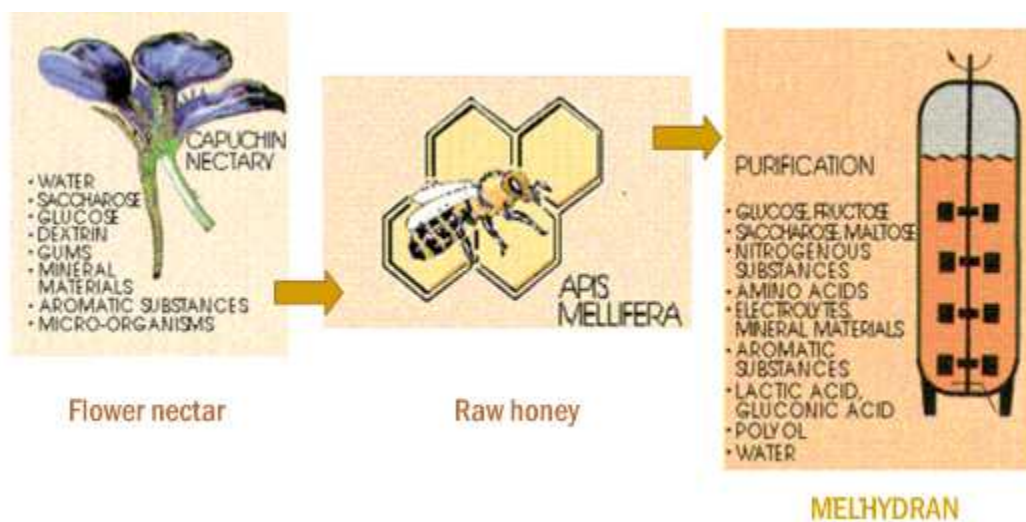 CAPUCHIN
NECTARY
• WATER
• SACCHAROSE
• GLUCOSE
• DEXTRIN
• GUMS
• MINERAL
MATERIALS
• AROMATIC SUBSTANCES
• MICRO-ORGANISMS
Flower nectar
APIS
MELLIFERA
Raw honey
PURIFICATION
• GLUCOSE, FRUCTOSE
• SACCHAROSE, MALTOSE
• NITROGENOUS
SUBSTANCES
• AMINO ACIDS
• ELECTROLYTES,
MINERAL MATERIALS
• AROMATIC
SUBSTANCES
• LACTIC ACID,
GLUCONIC ACID
• POLYOL
• WATER
MELHYDRAN